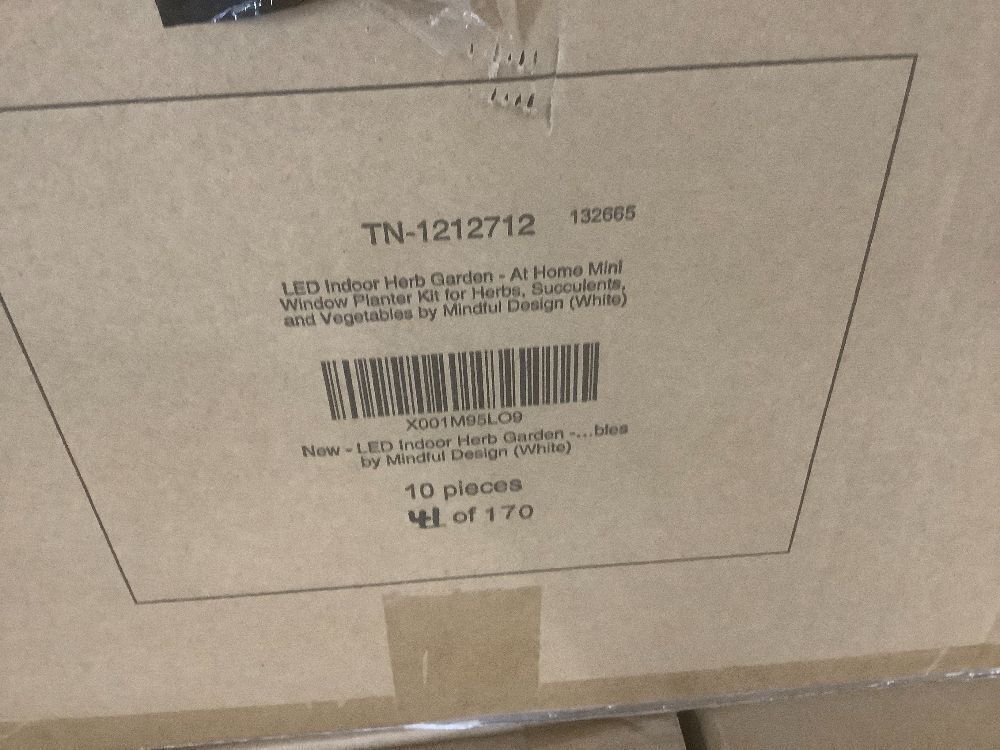 TN-1212712 132665
LED Indoor Herb Garden - At Home Mini
Window Planter Kit for Herbs, Succulents,
and Vegetables by Mindful Design (White)
X001M95LO9
New - LED Indoor Herb Garden -...bles
by Mindful Design (White)
10 pieces
41 of 170